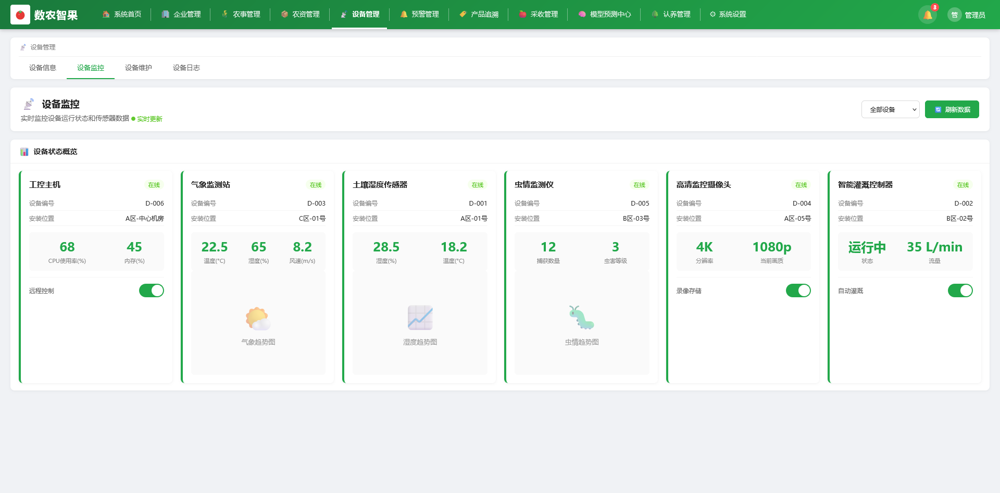 数农智果
系统首页
企业管理
农事管理
农资管理
设备管理
预警管理
产品追溯
采收管理
模型预测中心
认养管理
系统设置
3
管 管理员
设备管理
设备信息 设备监控 设备维护 设备日志
设备监控
实时监控设备运行状态和传感器数据 实时更新
全部设备
刷新数据
设备状态概览
工控主机 在线
设备编号 D-006
安装位置 A区-中心机房
68 45
CPU使用率(%) 内存(%)
远程控制
气象监测站 在线
设备编号 D-003
安装位置 C区-01号
22.5 65 8.2
温度(°C) 湿度(%) 风速(m/s)
气象趋势图
土壤湿度传感器 在线
设备编号 D-001
安装位置 A区-01号
28.5 18.2
湿度(%) 温度(°C)
湿度趋势图
虫情监测仪 在线
设备编号 D-005
安装位置 B区-03号
12 3
捕获数量 虫害等级
虫情趋势图
高清监控摄像头 在线
设备编号 D-004
安装位置 A区-05号
4K 1080p
分辨率 当前画质
录像存储
智能灌溉控制器 在线
设备编号 D-002
安装位置 B区-02号
运行中 35 L/min
状态 流量
自动灌溉